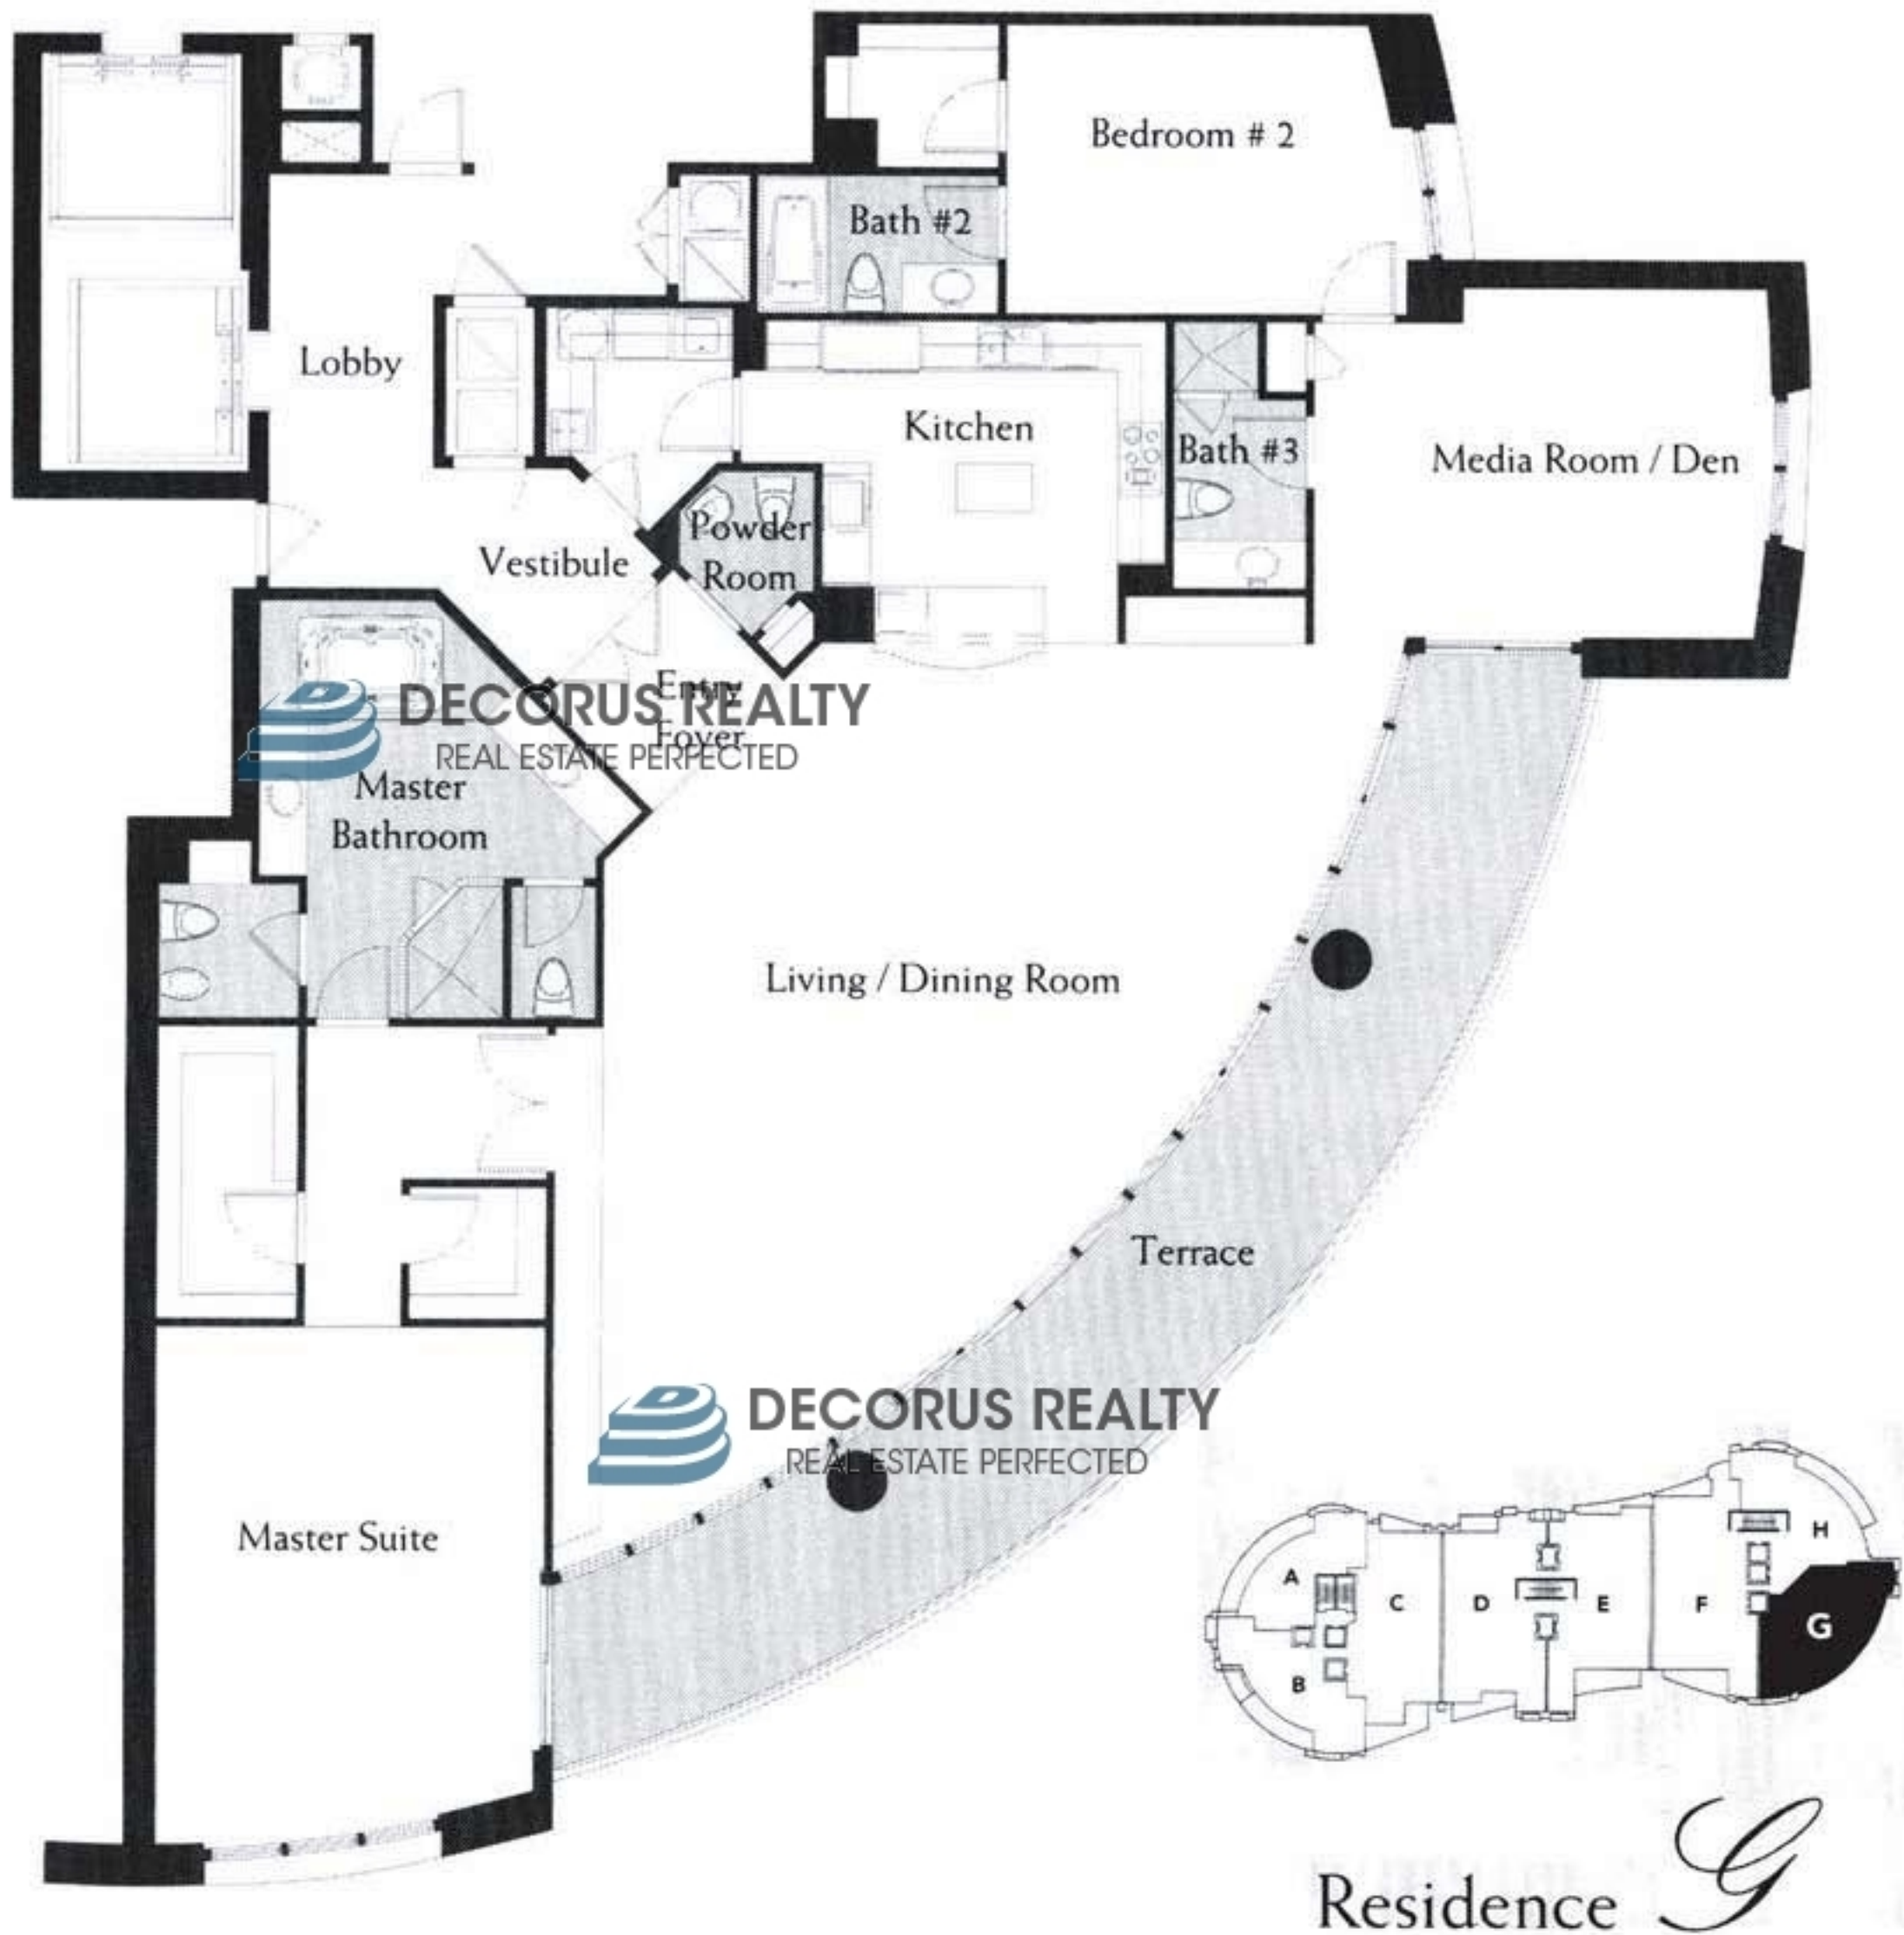 Bedroom # 2
Bath #2
Lobby
Kitchen
Bath #3
Media Room / Den
Powder
Room
Vestibule
Entry
Foyer
DECORUS REALTY
REAL ESTATE PERFECTED
Master
Bathroom
Living / Dining Room
Terrace
DECORUS REALTY
REAL ESTATE PERFECTED
Master Suite
A
B
C
D
E
F
G
H
Residence G